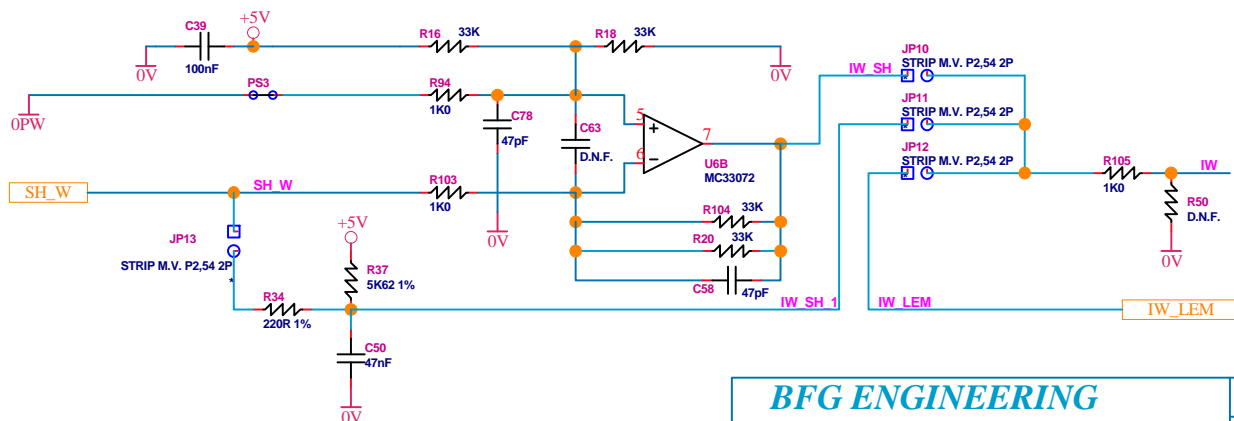 C39
+5V
100nF
0V
R16
33K
R18
33K
0V
PS3
0PW
R94
1K0
C78
47pF
C63
D.N.F.
5
6
7
+
−
U6B
MC33072
IW_SH
JP10
STRIP M.V. P2,54 2P
*
JP11
STRIP M.V. P2,54 2P
*
JP12
STRIP M.V. P2,54 2P
*
R105
1K0
IW
R50
D.N.F.
0V
SH_W
SH_W
R103
1K0
0V
R104
33K
R20
33K
C58
47pF
JP13
STRIP M.V. P2,54 2P
*
+5V
R37
5K62 1%
R34
220R 1%
IW_SH_1
IW_LEM
IW_LEM
C50
47nF
0V
BFG ENGINEERING